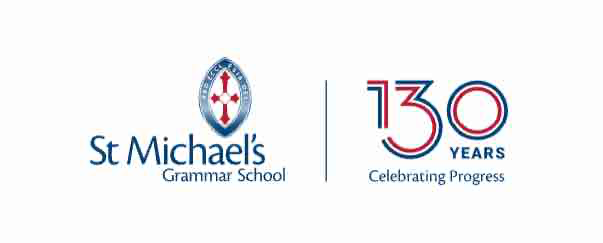 St Michael's
Grammar School
130
YEARS
Celebrating Progress